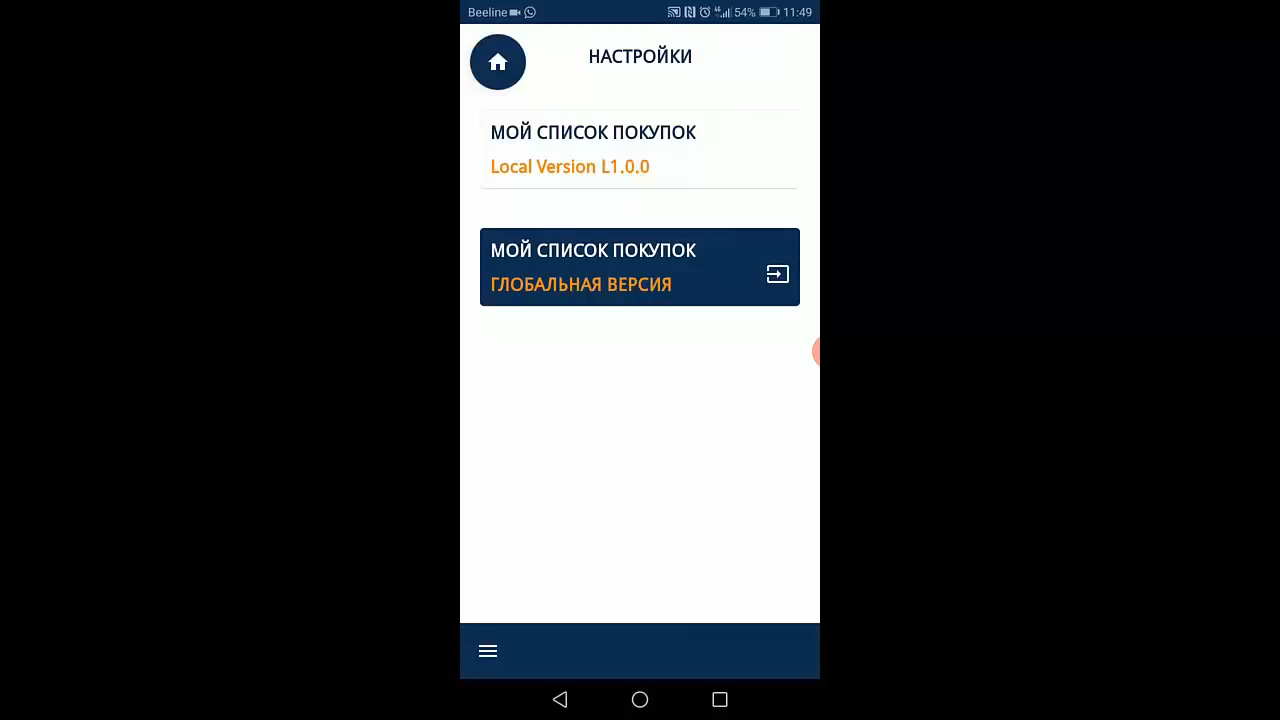 Beeline 54% 11:49
НАСТРОЙКИ
МОЙ СПИСОК ПОКУПОК
Local Version L1.0.0
МОЙ СПИСОК ПОКУПОК
ГЛОБАЛЬНАЯ ВЕРСИЯ